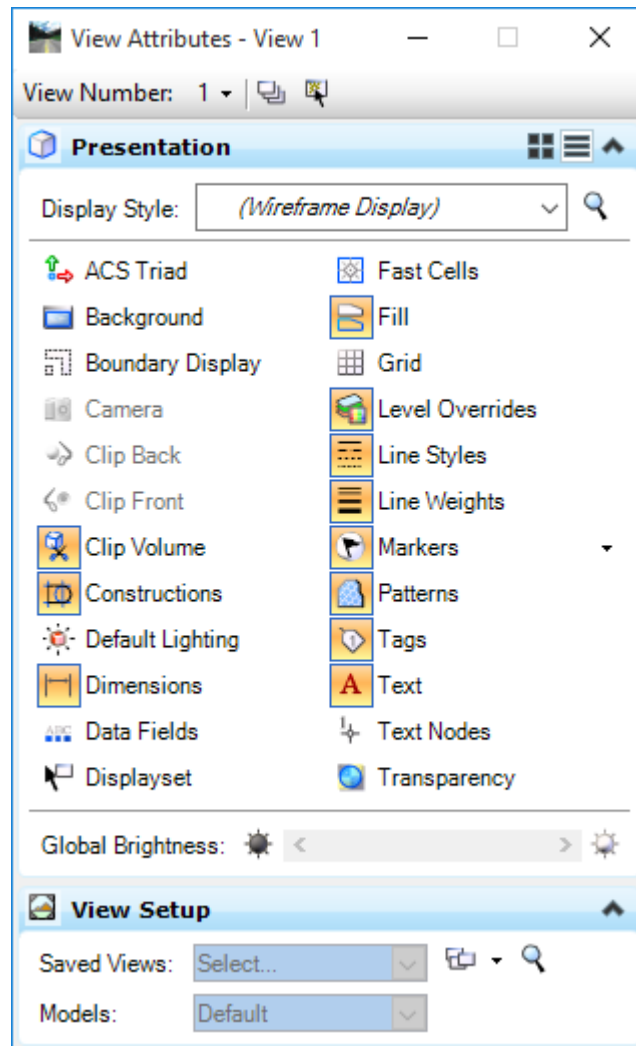 View Attributes - View 1
View Number: 1
Presentation
Display Style: (Wireframe Display)
ACS Triad Fast Cells
Background Fill
Boundary Display Grid
Camera Level Overrides
Clip Back Line Styles
Clip Front Line Weights
Clip Volume Markers
Constructions Patterns
Default Lighting Tags
Dimensions A Text
ABC Data Fields Text Nodes
Displayset Transparency
Global Brightness:
View Setup
Saved Views: Select...
Models: Default